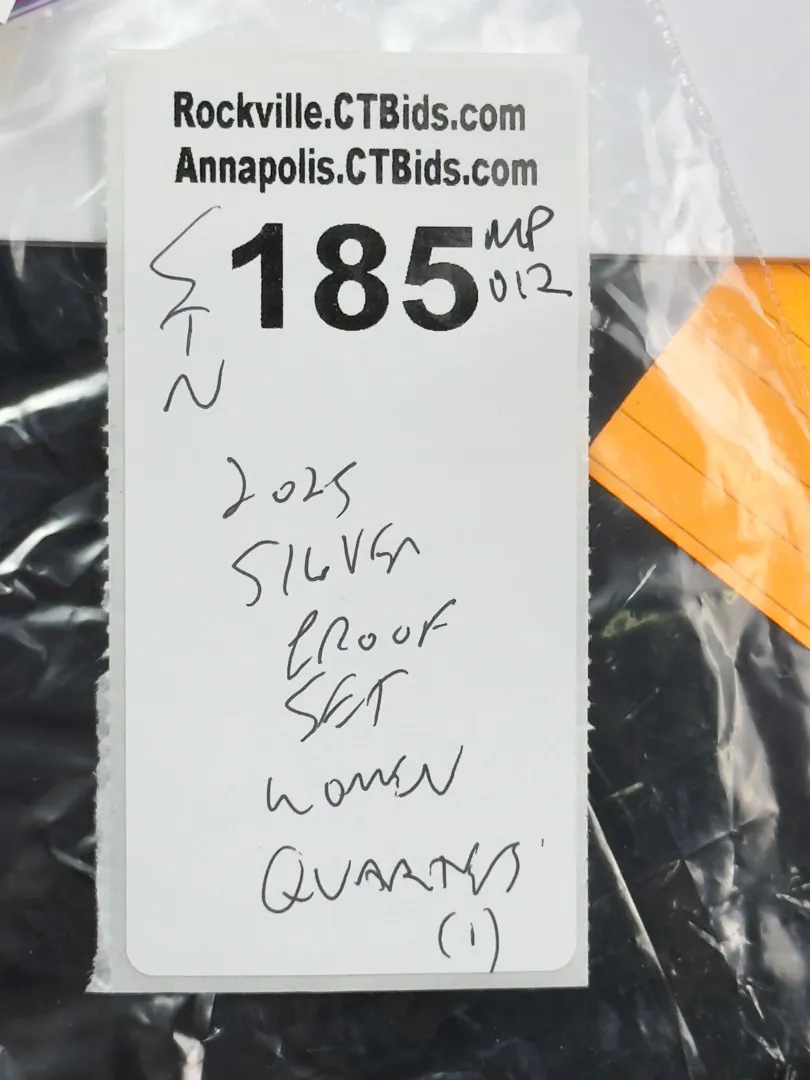 Rockville.CTBids.com
Annapolis.CTBids.com
185 MP
012
T
N
2025
SILVER
PROOF
SET
WOMEN
QUARTERS
(1)